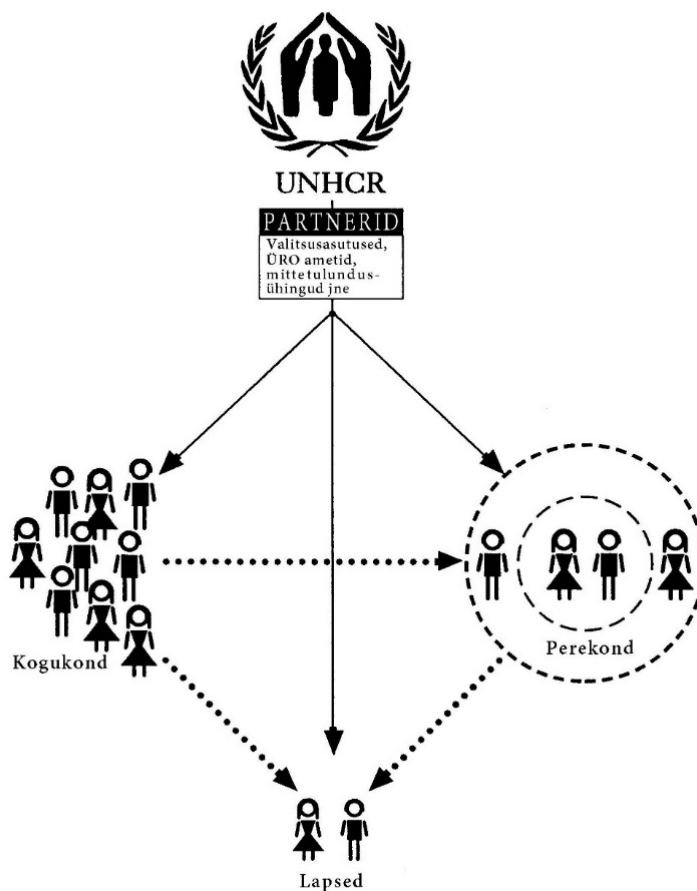 UNHCR
PARTNERID
Valitsusasutused,
ÜRO ametid,
mittetulundus-
ühingud jne
Kogukond
Perekond
Lapsed